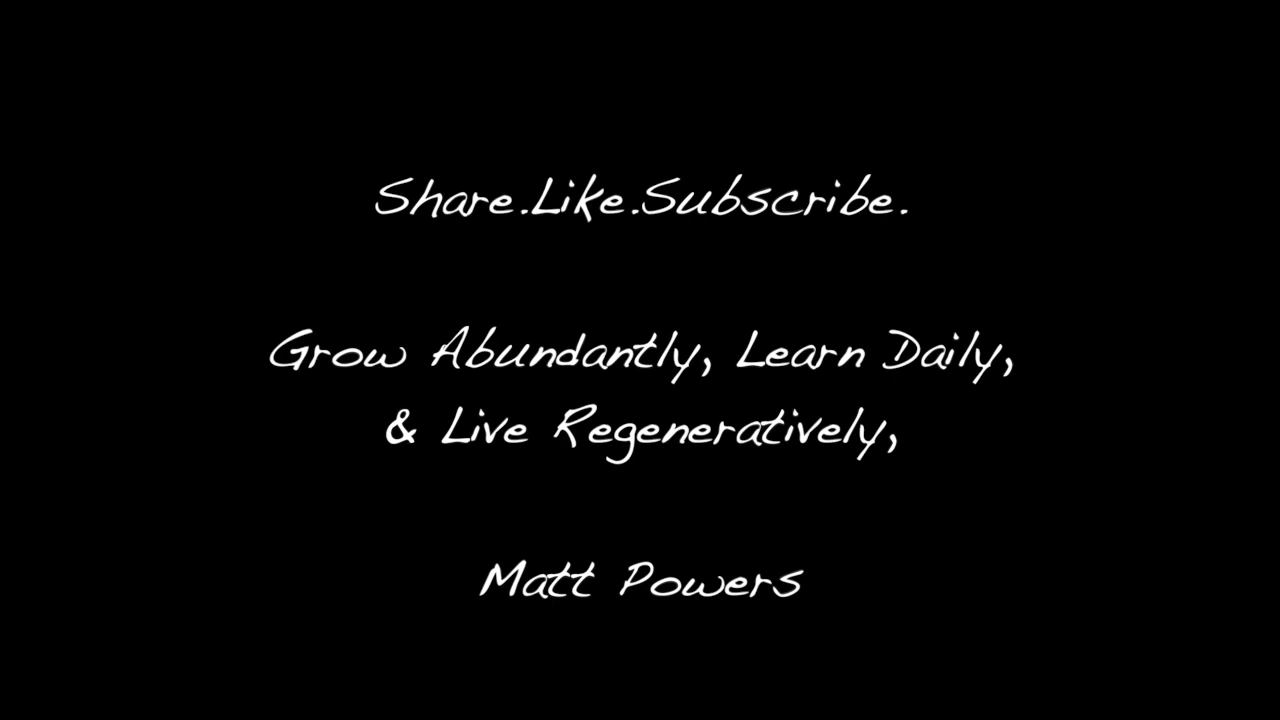 Share.Like.Subscribe.
Grow Abundantly, Learn Daily,
& Live Regeneratively,
Matt Powers